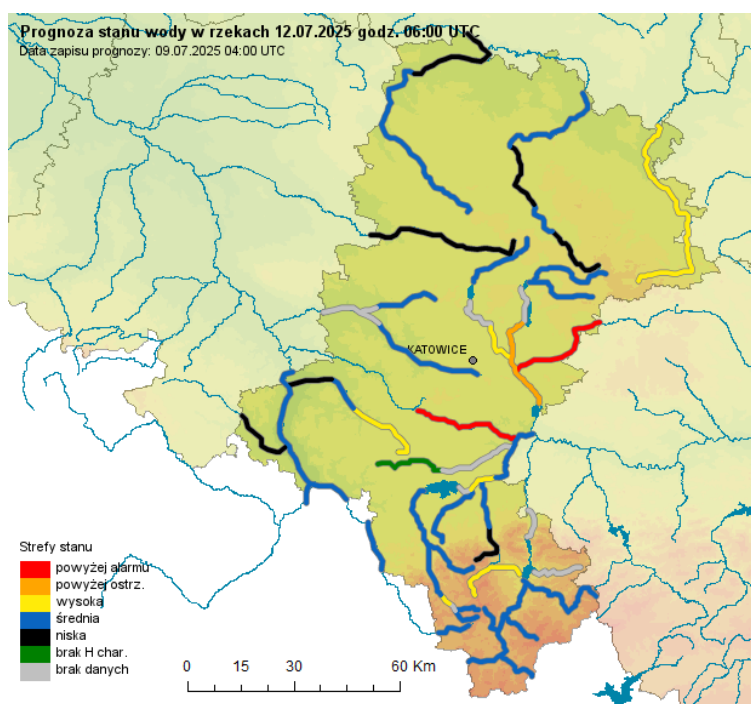 Prognoza stanu wody w rzekach 12.07.2025 godz. 06:00 UTC
Data zapisu prognozy: 09.07.2025 04:00 UTC
KATOWICE
Strefy stanu
powyżej alarmu
powyżej ostrz.
wysoka
średnia
niska
brak H char.
brak danych
0 15 30 60 Km